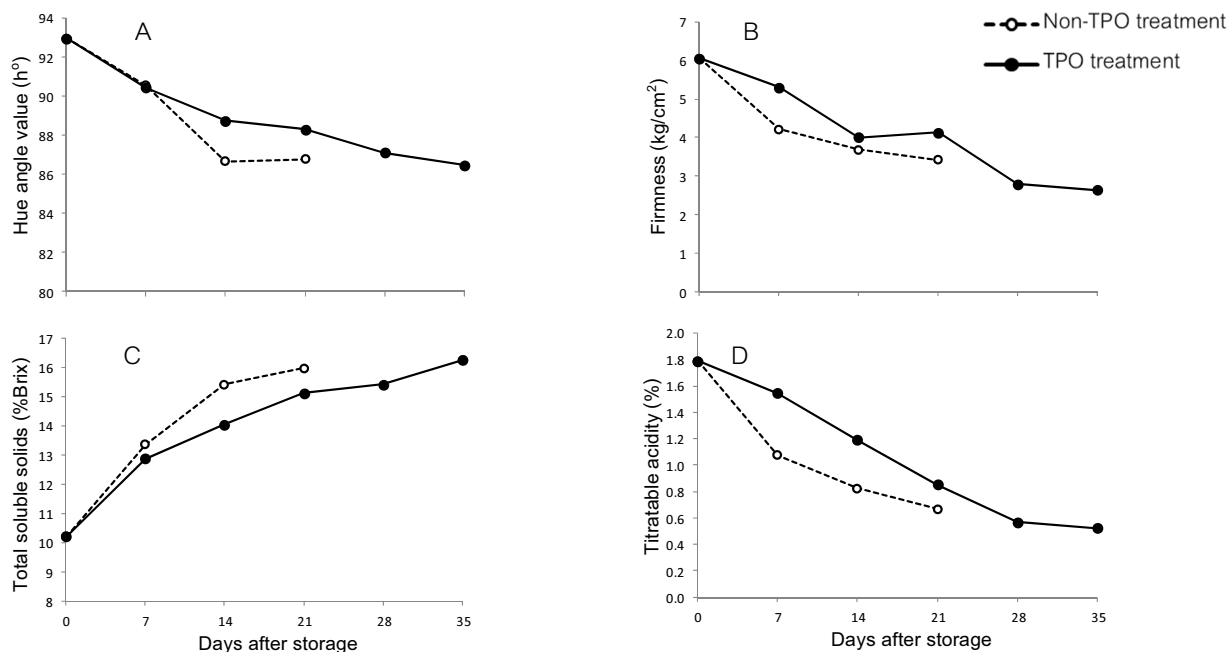 Non-TPO treatment
TPO treatment
A
Hue angle value (hº)
94
92
90
88
86
84
82
80
B
Firmness (kg/cm²)
7
6
5
4
3
2
1
0
C
Total soluble solids (%Brix)
17
16
15
14
13
12
11
10
9
8
0 7 14 21 28 35
Days after storage
D
Titratable acidity (%)
2.0
1.8
1.6
1.4
1.2
1.0
0.8
0.6
0.4
0.2
0.0
0 7 14 21 28 35
Days after storage